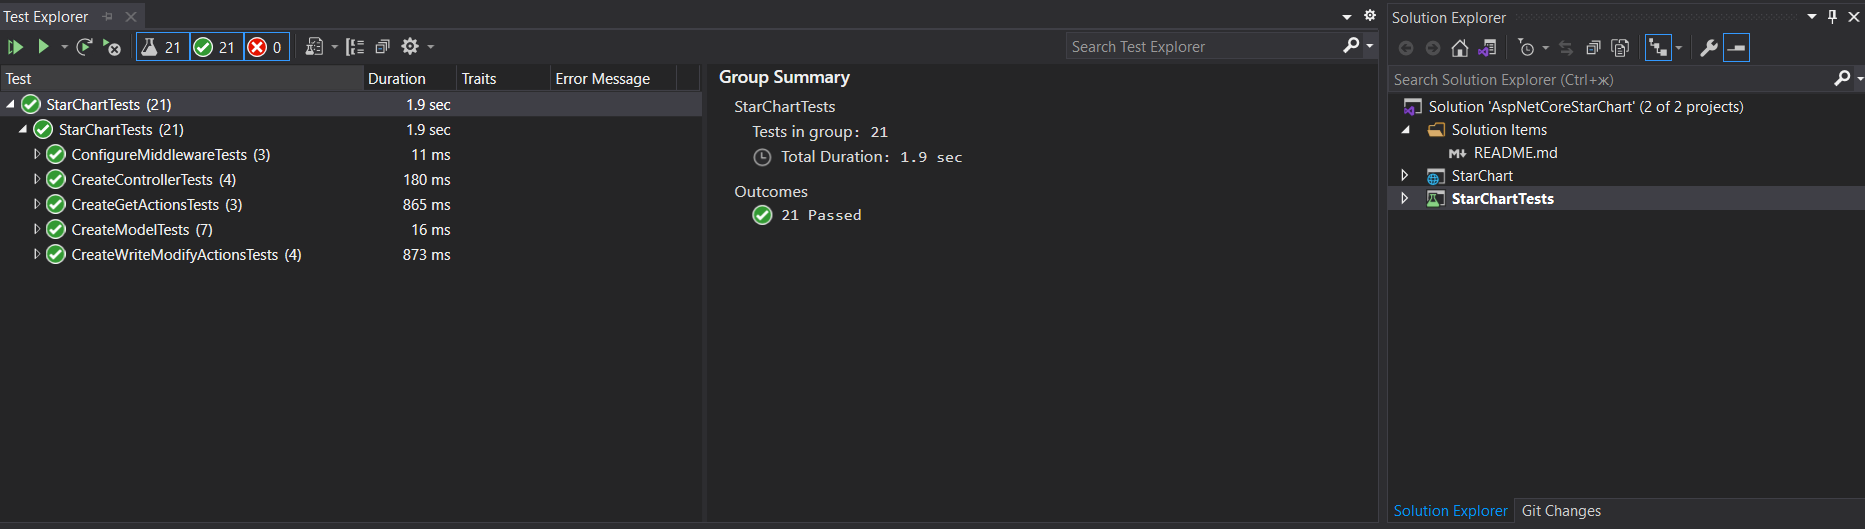 Test Explorer
21 21 0
Search Test Explorer
Test Duration Traits Error Message
StarChartTests (21) 1.9 sec
StarChartTests (21) 1.9 sec
ConfigureMiddlewareTests (3) 11 ms
CreateControllerTests (4) 180 ms
CreateGetActionsTests (3) 865 ms
CreateModelTests (7) 16 ms
CreateWriteModifyActionsTests (4) 873 ms
Group Summary
StarChartTests
Tests in group: 21
Total Duration: 1.9 sec
Outcomes
21 Passed
Solution Explorer
Search Solution Explorer (Ctrl+ж)
Solution 'AspNetCoreStarChart' (2 of 2 projects)
Solution Items
README.md
StarChart
StarChartTests
Solution Explorer Git Changes